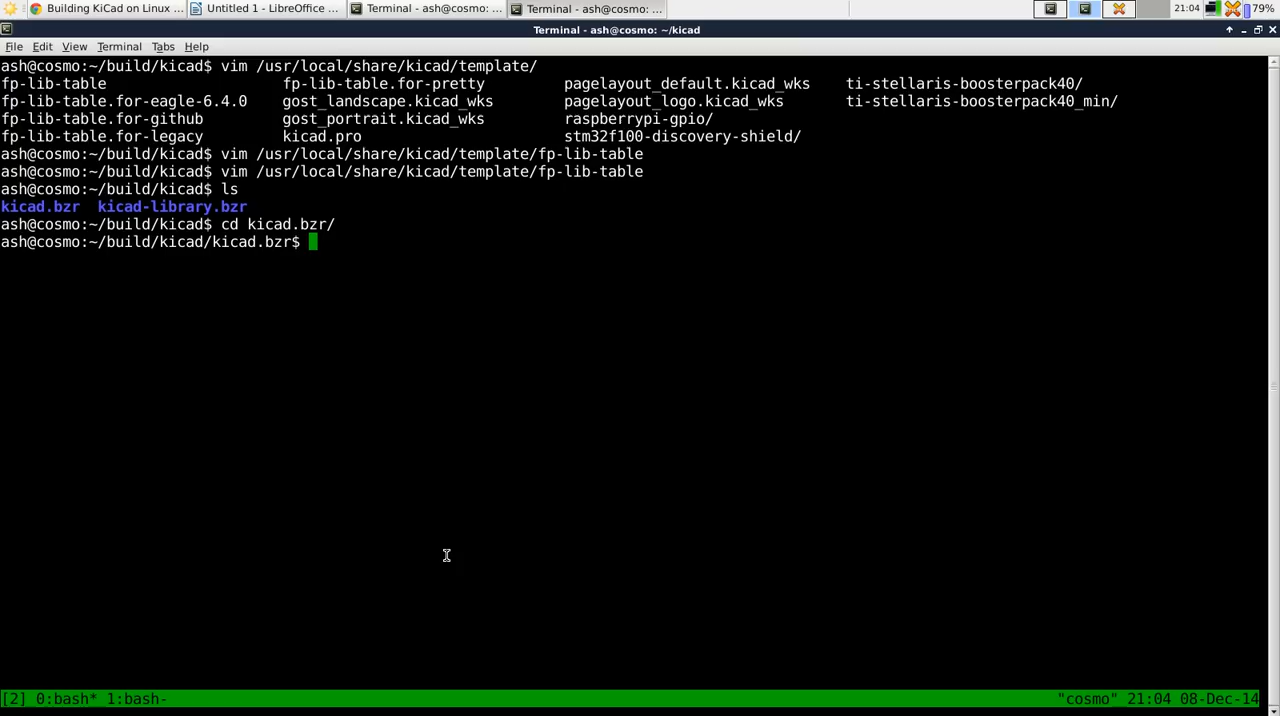 Building KiCad on Linux ... Untitled 1 - LibreOffice ... Terminal - ash@cosmo: ... Terminal - ash@cosmo: ... 21:04 79%
Terminal - ash@cosmo: ~/kicad
File Edit View Terminal Tabs Help
ash@cosmo:~/build/kicad$ vim /usr/local/share/kicad/template/
fp-lib-table fp-lib-table.for-pretty pagelayout_default.kicad_wks ti-stellaris-boosterpack40/
fp-lib-table.for-eagle-6.4.0 gost_landscape.kicad_wks pagelayout_logo.kicad_wks ti-stellaris-boosterpack40_min/
fp-lib-table.for-github gost_portrait.kicad_wks raspberrypi-gpio/
fp-lib-table.for-legacy kicad.pro stm32f100-discovery-shield/
ash@cosmo:~/build/kicad$ vim /usr/local/share/kicad/template/fp-lib-table
ash@cosmo:~/build/kicad$ vim /usr/local/share/kicad/template/fp-lib-table
ash@cosmo:~/build/kicad$ ls
kicad.bzr kicad-library.bzr
ash@cosmo:~/build/kicad$ cd kicad.bzr/
ash@cosmo:~/build/kicad/kicad.bzr$
[2] 0:bash* 1:bash- "cosmo" 21:04 08-Dec-14